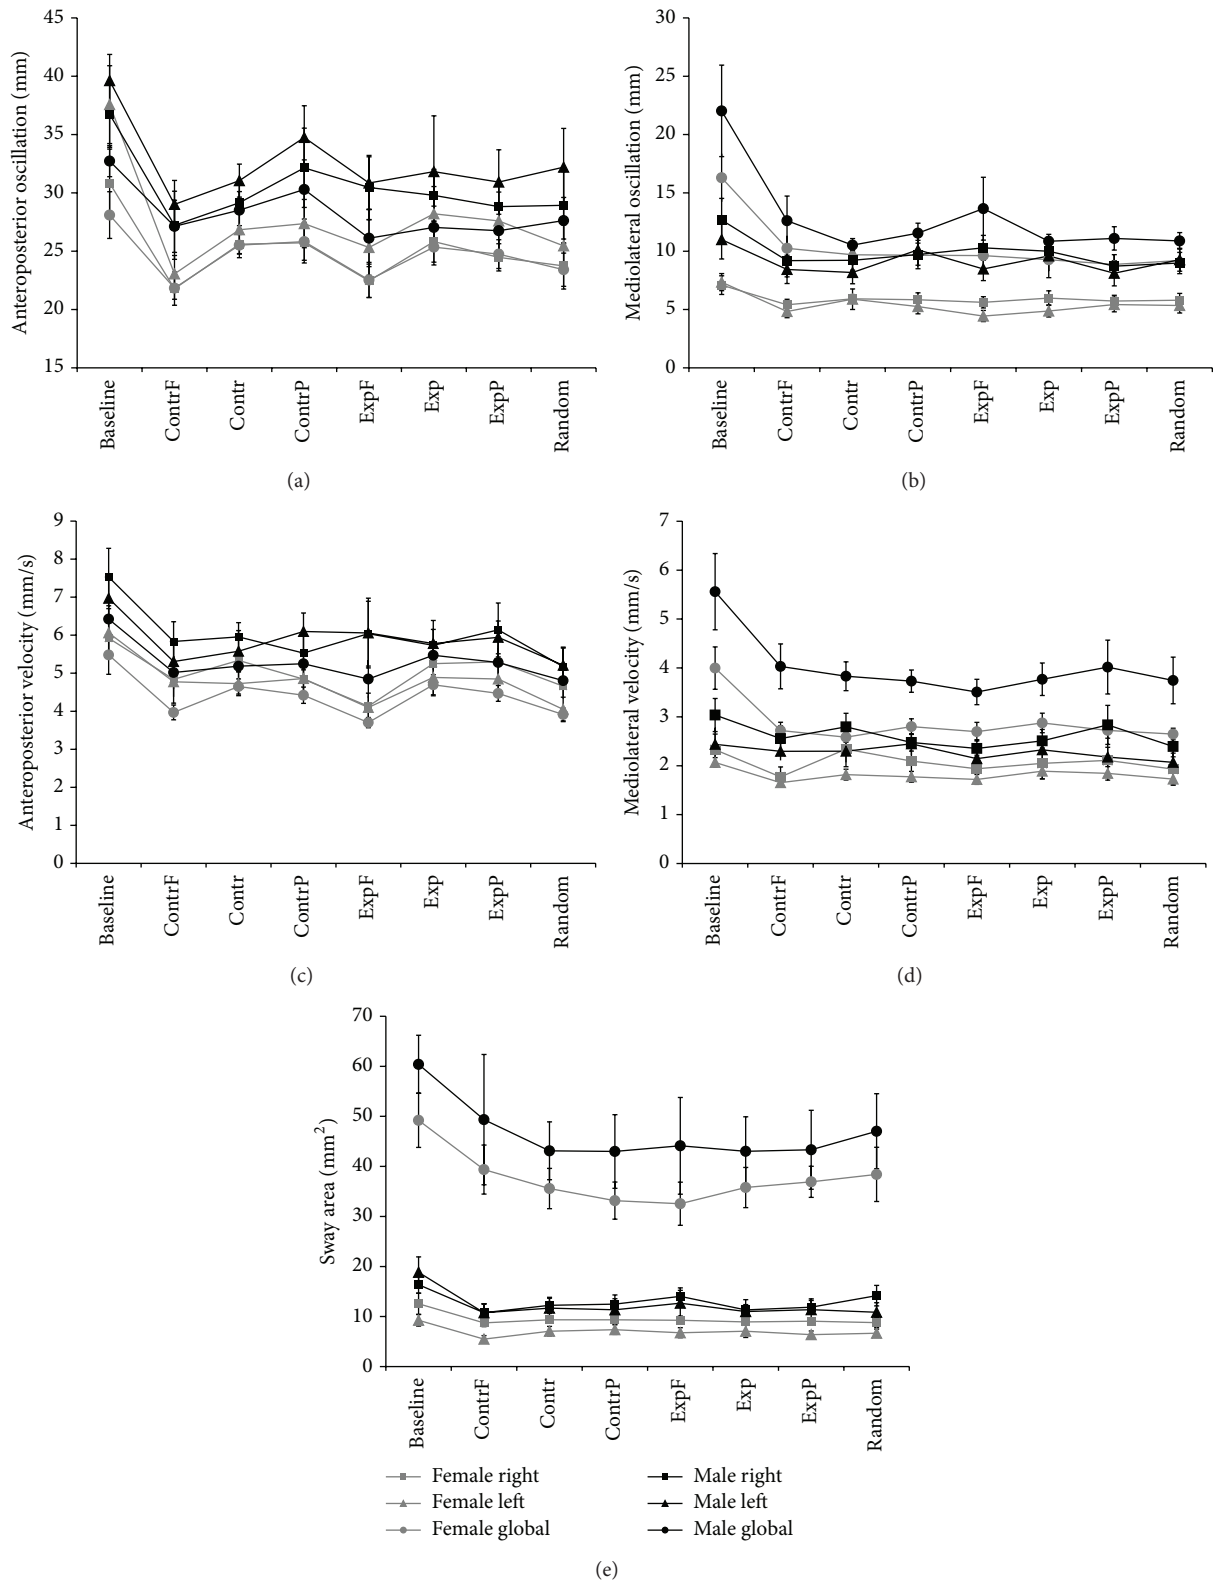 45
40
35
30
25
20
15
Anteroposterior oscillation (mm)
Baseline
ContrF
Contr
ContrP
ExpF
Exp
ExpP
Random
(a)
30
25
20
15
10
5
0
Mediolateral oscillation (mm)
Baseline
ContrF
Contr
ContrP
ExpF
Exp
ExpP
Random
(b)
9
8
7
6
5
4
3
2
1
0
Anteroposterior velocity (mm/s)
Baseline
ContrF
Contr
ContrP
ExpF
Exp
ExpP
Random
(c)
7
6
5
4
3
2
1
0
Mediolateral velocity (mm/s)
Baseline
ContrF
Contr
ContrP
ExpF
Exp
ExpP
Random
(d)
70
60
50
40
30
20
10
0
Sway area (mm²)
Baseline
ContrF
Contr
ContrP
ExpF
Exp
ExpP
Random
Female right
Female left
Female global
Male right
Male left
Male global
(e)